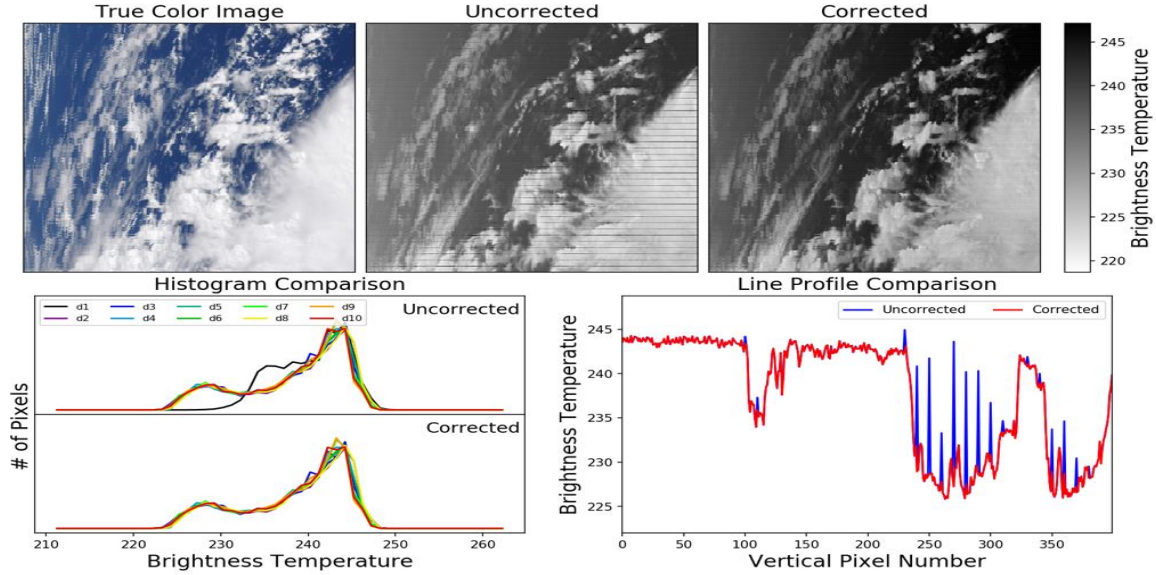 True Color Image Uncorrected Corrected
245
240
235
230
225
220
Brightness Temperature
Histogram Comparison Line Profile Comparison
d1 d3 d5 d7 d9
d2 d4 d6 d8 d10
Uncorrected
Corrected
# of Pixels
210 220 230 240 250 260
Brightness Temperature
Uncorrected Corrected
245
240
235
230
225
Brightness Temperature
0 50 100 150 200 250 300 350
Vertical Pixel Number